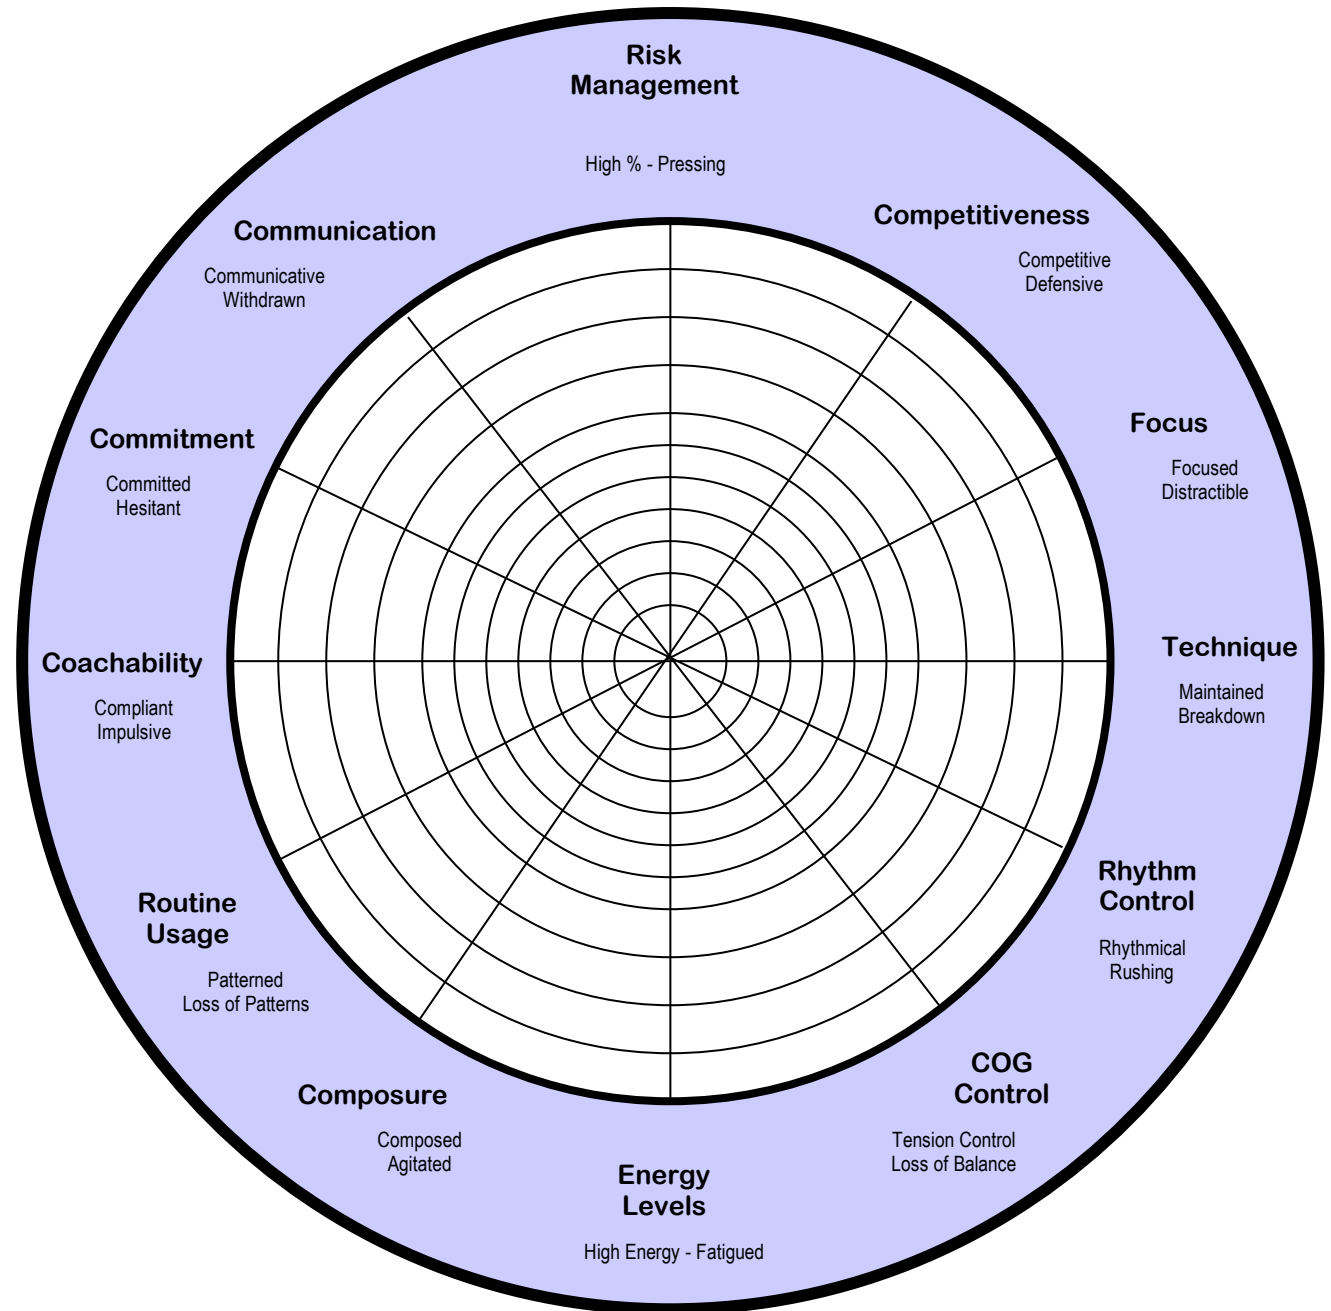 Risk
Management
High % - Pressing
Competitiveness
Competitive
Defensive
Focus
Focused
Distractible
Technique
Maintained
Breakdown
Rhythm
Control
Rhythmical
Rushing
COG
Control
Tension Control
Loss of Balance
Energy
Levels
High Energy - Fatigued
Composure
Composed
Agitated
Routine
Usage
Patterned
Loss of Patterns
Coachability
Compliant
Impulsive
Commitment
Committed
Hesitant
Communication
Communicative
Withdrawn